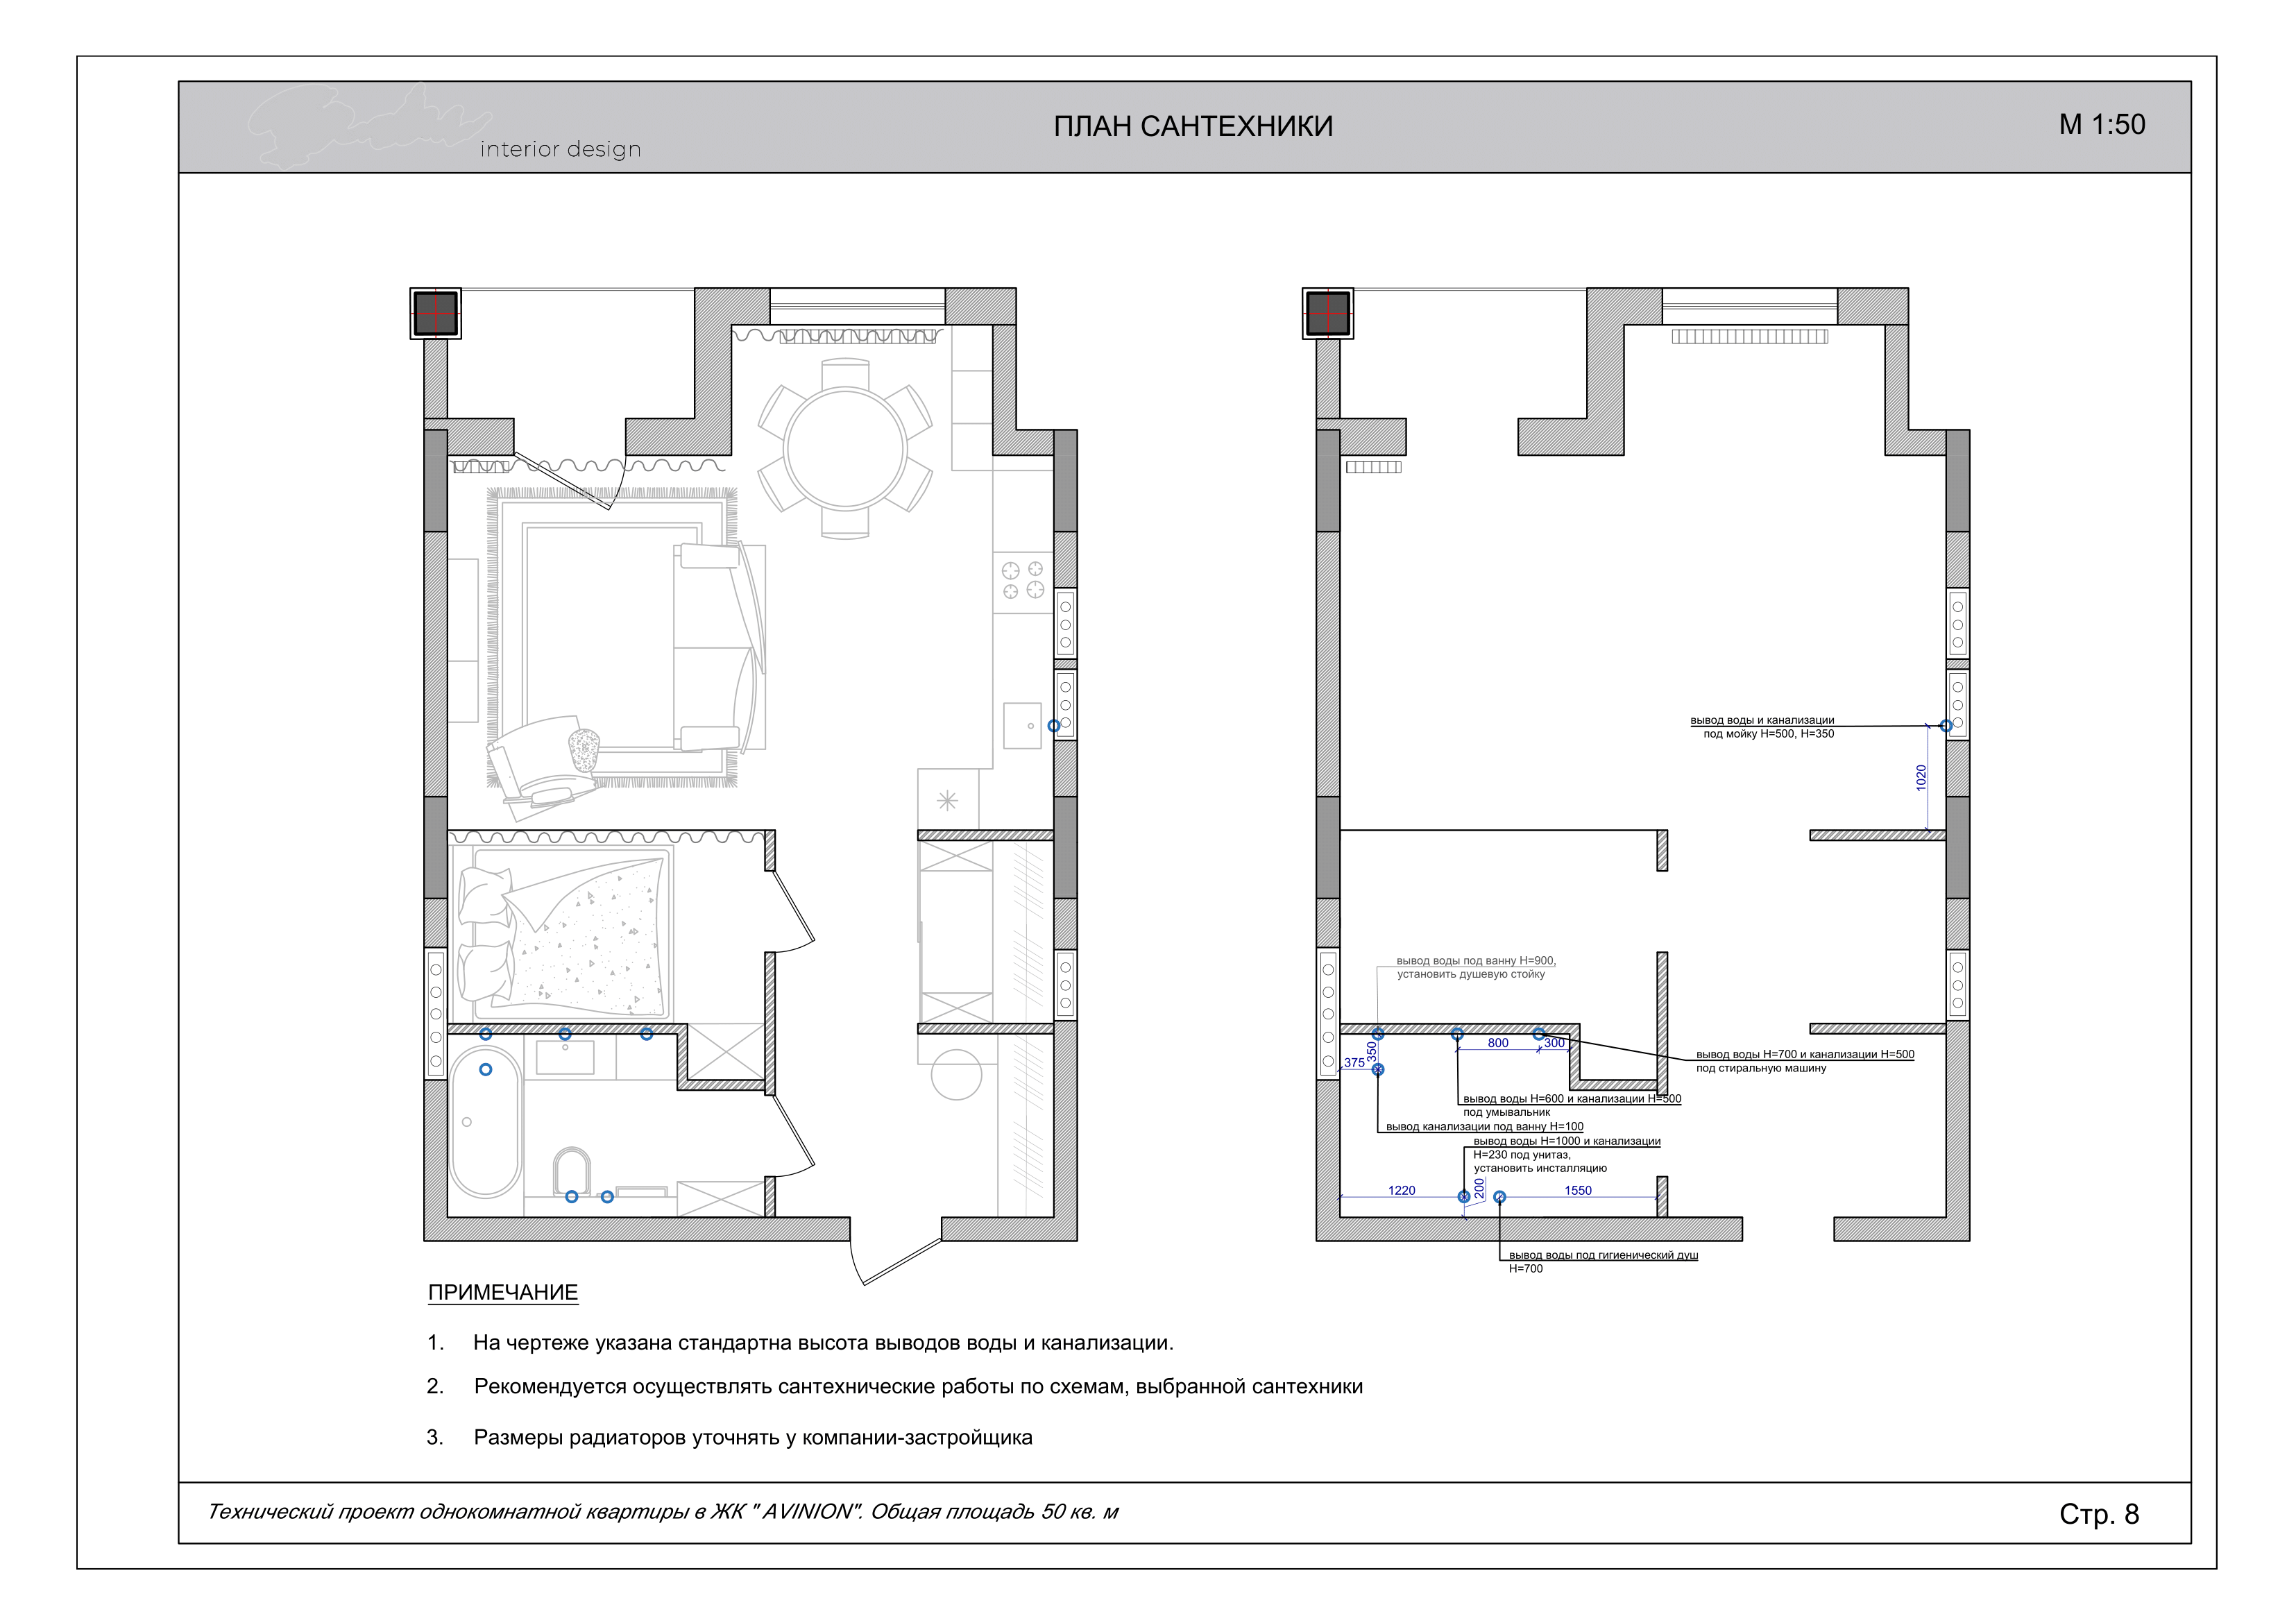 interior design
ПЛАН САНТЕХНИКИ
М 1:50
вывод воды и канализации
под мойку Н=500, Н=350
1020
вывод воды под ванну Н=900,
установить душевую стойку
350
375
800
300
вывод воды Н=700 и канализации Н=500
под стиральную машину
вывод воды Н=600 и канализации Н=500
под умывальник
вывод канализации под ванну Н=100
вывод воды Н=1000 и канализации
Н=230 под унитаз,
установить инсталляцию
1220
200
1550
вывод воды под гигиенический душ
Н=700
ПРИМЕЧАНИЕ
1. На чертеже указана стандартна высота выводов воды и канализации.
2. Рекомендуется осуществлять сантехнические работы по схемам, выбранной сантехники
3. Размеры радиаторов уточнять у компании-застройщика
Технический проект однокомнатной квартиры в ЖК " AVINION". Общая площадь 50 кв. м
Стр. 8